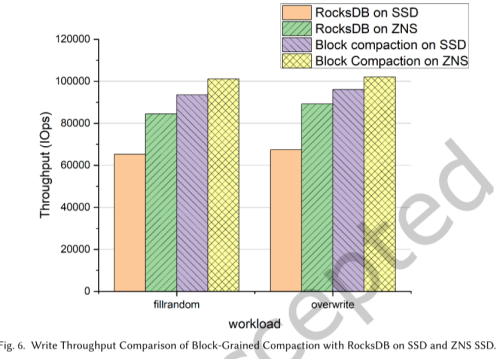 RocksDB on SSD
RocksDB on ZNS
Block compaction on SSD
Block Compaction on ZNS
120000
100000
80000
60000
40000
20000
0
Throughput (IOps)
fillrandom
overwrite
workload
ccepted
Fig. 6. Write Throughput Comparison of Block-Grained Compaction with RocksDB on SSD and ZNS SSD.